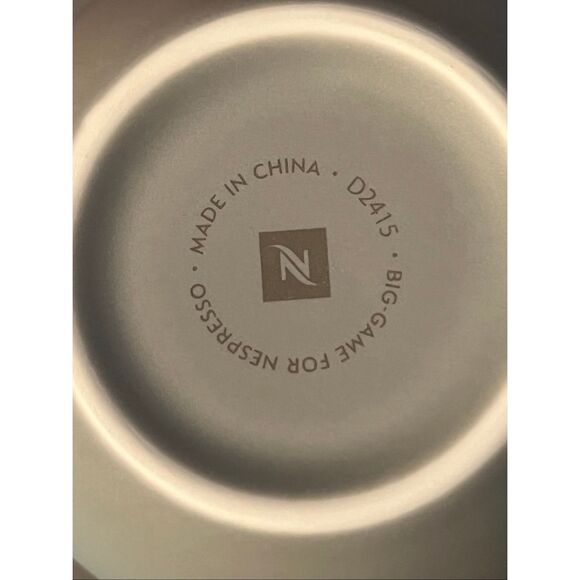 MADE IN CHINA · D2415 · BIG-GAME FOR NESPRESSO ·
N